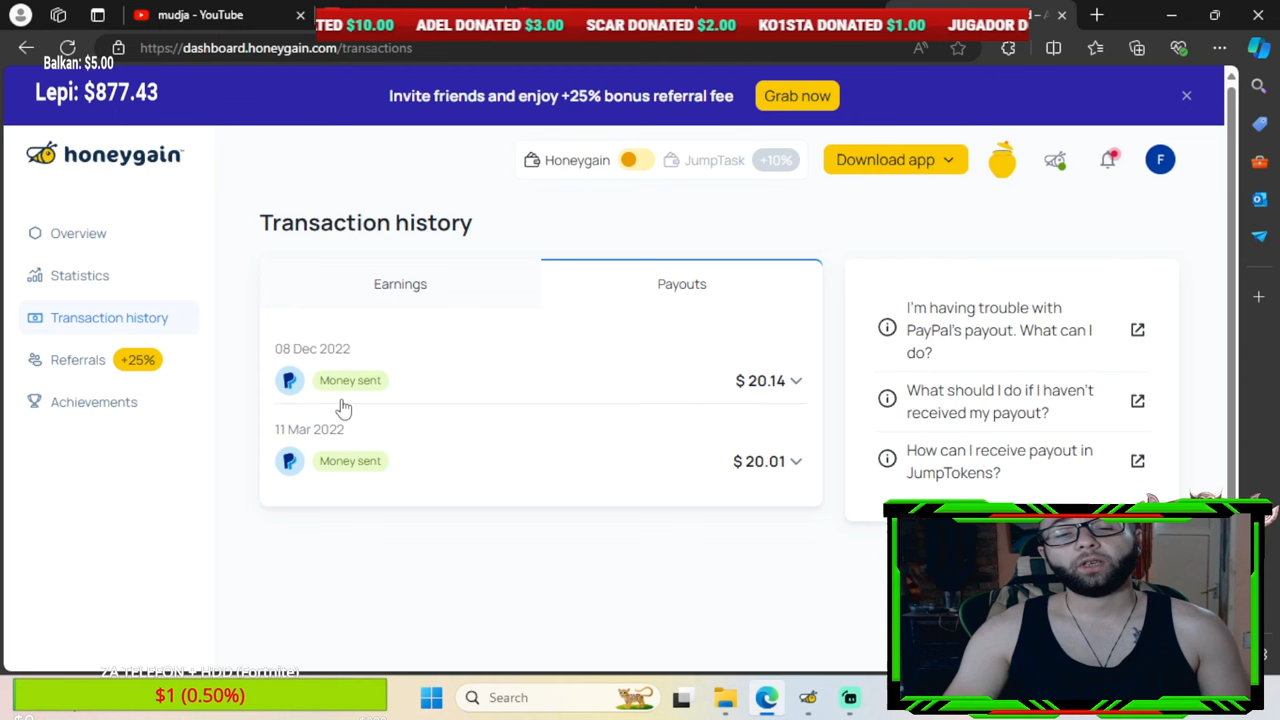 mudja - YouTube
TED $10.00 ADEL DONATED $3.00 SCAR DONATED $2.00 KO1STA DONATED $1.00 JUGADOR D
https://dashboard.honeygain.com/transactions
Balkan: $5.00
Lepi: $877.43
Invite friends and enjoy +25% bonus referral fee
Grab now
honeygain
Honeygain
JumpTask
+10%
Download app
F
Overview
Statistics
Transaction history
Referrals
+25%
Achievements
Transaction history
Earnings
Payouts
08 Dec 2022
Money sent
$ 20.14
11 Mar 2022
Money sent
$ 20.01
I'm having trouble with
PayPal's payout. What can I
do?
What should I do if I haven't
received my payout?
How can I receive payout in
JumpTokens?
ZA TELEFON + HDD (Fortnite)
$1 (0.50%)
Search